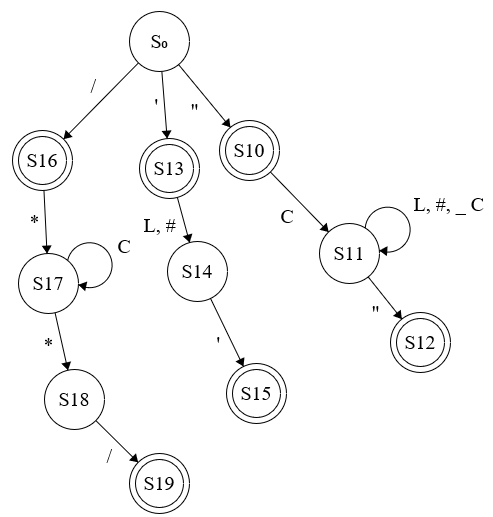 S₀
/
'
"
S16
S13
S10
*
L, #
C
L, #, _ C
S17
C
S14
S11
*
'
"
S18
S15
S12
/
S19